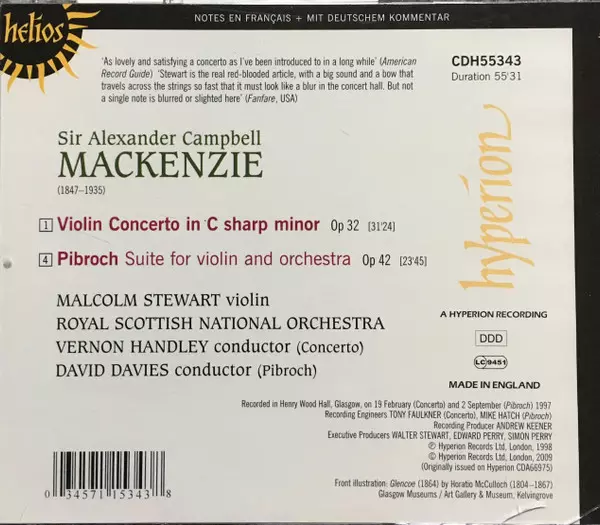 NOTES EN FRANÇAIS + MIT DEUTSCHEM KOMMENTAR
helios
'As lovely and satisfying a concerto as I've been introduced to in a long while' (American
Record Guide) 'Stewart is the real red-blooded article, with a big sound and a bow that
travels across the strings so fast that it must look like a blur in the concert hall. But not
a single note is blurred or slighted here' (Fanfare, USA)
CDH55343
Duration 55'31
Sir Alexander Campbell
MACKENZIE
(1847–1935)
1 Violin Concerto in C sharp minor Op 32 [31'24]
4 Pibroch Suite for violin and orchestra Op 42 [23'45]
MALCOLM STEWART violin
ROYAL SCOTTISH NATIONAL ORCHESTRA
VERNON HANDLEY conductor (Concerto)
DAVID DAVIES conductor (Pibroch)
hyperion
A HYPERION RECORDING
DDD
LC 9451
MADE IN ENGLAND
Recorded in Henry Wood Hall, Glasgow, on 19 February (Concerto) and 2 September (Pibroch) 1997
Recording Engineers TONY FAULKNER (Concerto), MIKE HATCH (Pibroch)
Recording Producer ANDREW KEENER
Executive Producers WALTER STEWART, EDWARD PERRY, SIMON PERRY
℗ Hyperion Records Ltd, London, 1998
© Hyperion Records Ltd, London, 2009
(Originally issued on Hyperion CDA66975)
Front illustration: Glencoe (1864) by Horatio McCulloch (1804–1867)
Glasgow Museums / Art Gallery & Museum, Kelvingrove
0 34571 15343 8